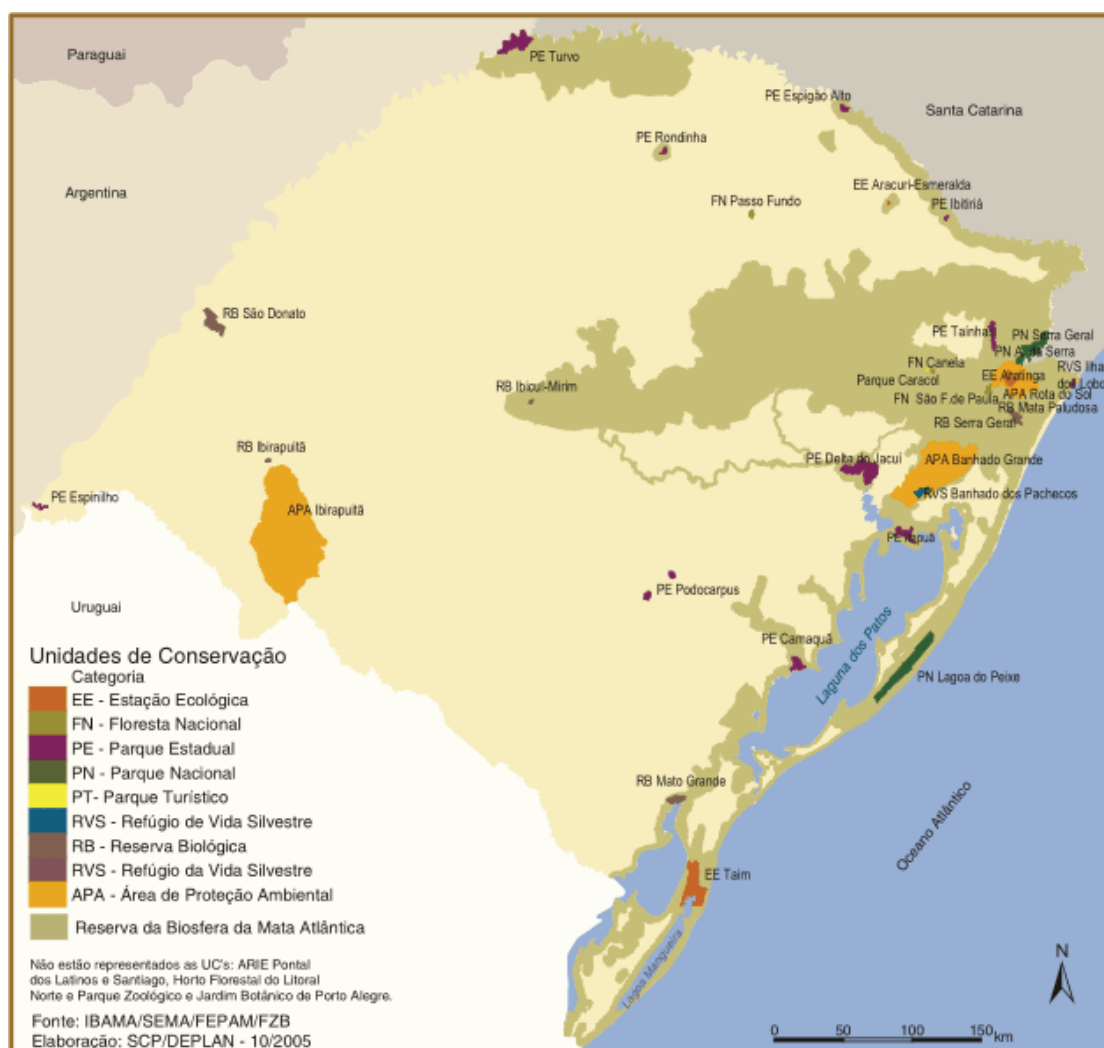 Paraguai
PE Turvo
PE Espigão Alto
Santa Catarina
PE Rondinha
Argentina
EE Aracuri-Esmeralda
FN Passo Fundo
PE Ibitiriá
RB São Donato
PE Tainhas
PN Serra Geral
PN A. da Serra
FN Canela
EE Aratinga
RVS Ilha
dos Lobos
Parque Caracol
RB Ibicuí-Mirim
FN São F.de Paula
APA Rota do Sol
RB Mata Paludosa
RB Serra Geral
RB Ibirapuitã
PE Delta do Jacuí
APA Banhado Grande
PE Espinilho
RVS Banhado dos Pachecos
APA Ibirapuitã
PE Itapuã
PE Podocarpus
Uruguai
PE Camaquã
Laguna dos Patos
PN Lagoa do Peixe
Unidades de Conservação
Categoria
EE - Estação Ecológica
FN - Floresta Nacional
PE - Parque Estadual
PN - Parque Nacional
PT- Parque Turístico
RVS - Refúgio de Vida Silvestre
RB - Reserva Biológica
RVS - Refúgio da Vida Silvestre
APA - Área de Proteção Ambiental
Reserva da Biosfera da Mata Atlântica
RB Mato Grande
Oceano Atlântico
EE Taim
Lagoa Mangueira
Não estão representados as UC's: ARIE Pontal
dos Latinos e Santiago, Horto Florestal do Litoral
Norte e Parque Zoológico e Jardim Botânico de Porto Alegre.
Fonte: IBAMA/SEMA/FEPAM/FZB
Elaboração: SCP/DEPLAN - 10/2005
N
0 50 100 150 km